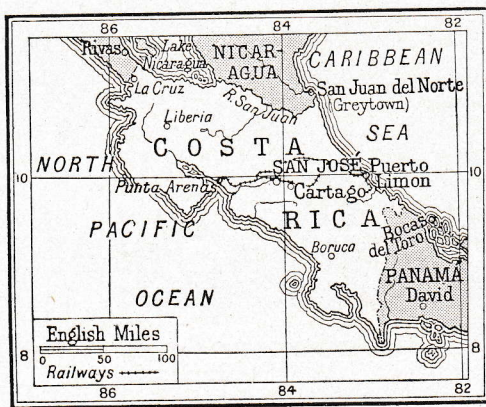 86 84 82
Rivas
Lake
Nicaragua
NICAR-
AGUA
CARIBBEAN
SEA
La Cruz
R. San Juan
San Juan del Norte
(Greytown)
Liberia
COSTA
NORTH
10 10
SAN JOSÉ
Puerto
Limon
Punta Arenas
Cartago
PACIFIC
RICA
Bocas
del Toro
Boruca
OCEAN
PANAMA
David
English Miles
0 50 100
Railways
8 8
86 84 82